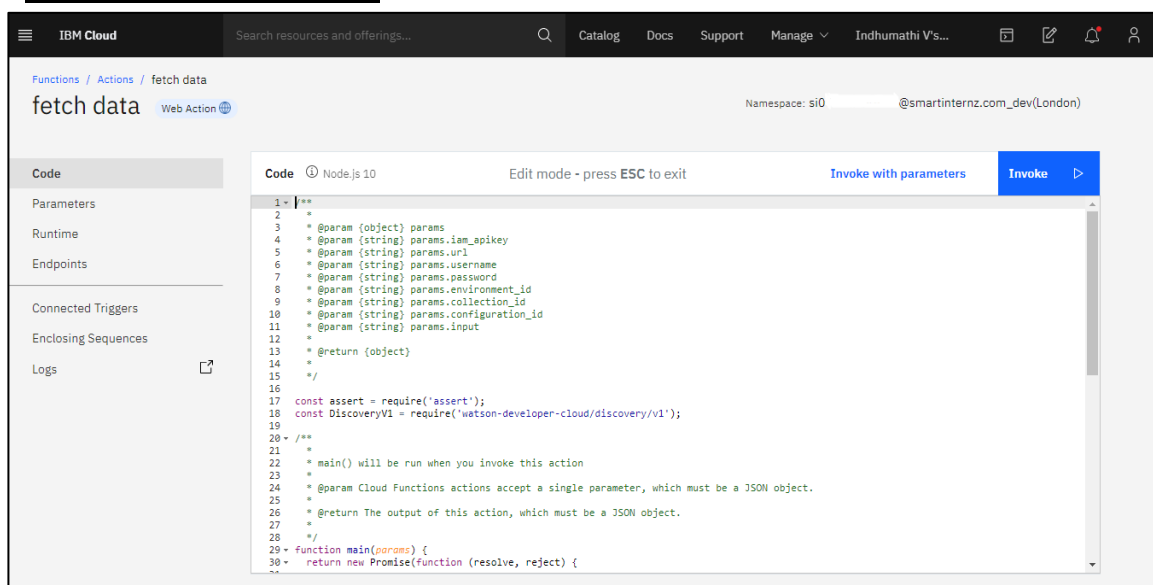 IBM Cloud Search resources and offerings... Catalog Docs Support Manage Indhumathi V's...
Functions / Actions / fetch data
fetch data Web Action
Namespace: si0 @smartinternz.com_dev(London)
Code
Parameters
Runtime
Endpoints
Connected Triggers
Enclosing Sequences
Logs
Code Node.js 10 Edit mode - press ESC to exit Invoke with parameters Invoke
1 /**
2 *
3 * @param {object} params
4 * @param {string} params.iam_apikey
5 * @param {string} params.url
6 * @param {string} params.username
7 * @param {string} params.password
8 * @param {string} params.environment_id
9 * @param {string} params.collection_id
10 * @param {string} params.configuration_id
11 * @param {string} params.input
12 *
13 * @return {object}
14 *
15 */
16
17 const assert = require('assert');
18 const DiscoveryV1 = require('watson-developer-cloud/discovery/v1');
19
20 /**
21 *
22 * main() will be run when you invoke this action
23 *
24 * @param Cloud Functions actions accept a single parameter, which must be a JSON object.
25 *
26 * @return The output of this action, which must be a JSON object.
27 *
28 */
29 function main(params) {
30 return new Promise(function (resolve, reject) {